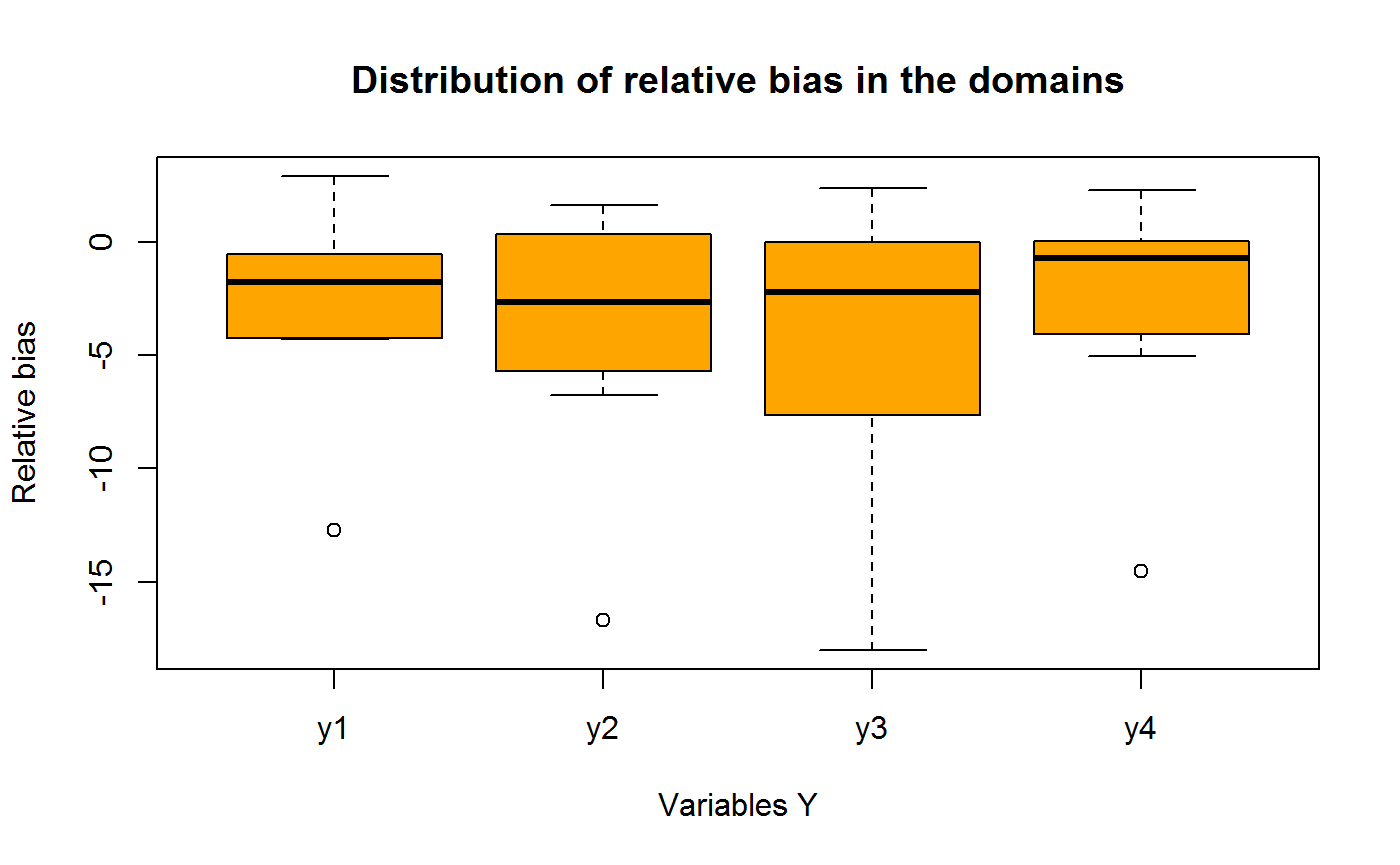 Distribution of relative bias in the domains
Relative bias
0
-5
-10
-15
y1 y2 y3 y4
Variables Y